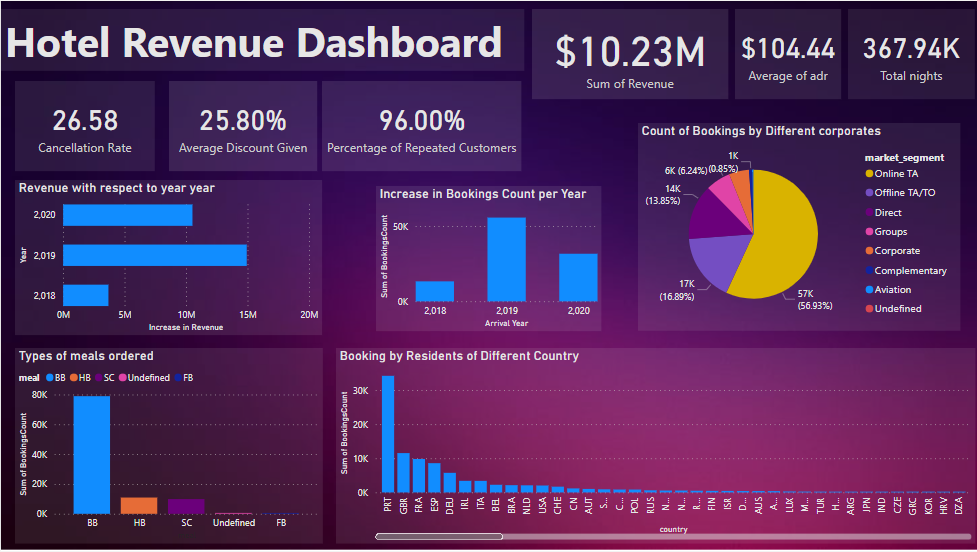 Hotel Revenue Dashboard
$10.23M
Sum of Revenue
$104.44
Average of adr
367.94K
Total nights
26.58
Cancellation Rate
25.80%
Average Discount Given
96.00%
Percentage of Repeated Customers
Revenue with respect to year year
Year
2,020
2,019
2,018
0M 5M 10M 15M 20M
Increase in Revenue
Increase in Bookings Count per Year
Sum of BookingsCount
50K
0K
2,018 2,019 2,020
Arrival Year
Count of Bookings by Different corporates
1K
(0.85%)
6K (6.24%)
14K
(13.85%)
17K
(16.89%)
57K
(56.93%)
market_segment
Online TA
Offline TA/TO
Direct
Groups
Corporate
Complementary
Aviation
Undefined
Types of meals ordered
meal BB HB SC Undefined FB
Sum of BookingsCount
80K
60K
40K
20K
0K
BB HB SC Undefined FB
Booking by Residents of Different Country
Sum of BookingsCount
30K
20K
10K
0K
PRT GBR FRA ESP DEU IRL ITA BEL BRA NLD USA CHE CN AUT S... C... POL RUS N... N... R... FIN ISR D... AUS A... LUX M... TUR H... ARG JPN IND CZE GRC KOR HRV DZA
country